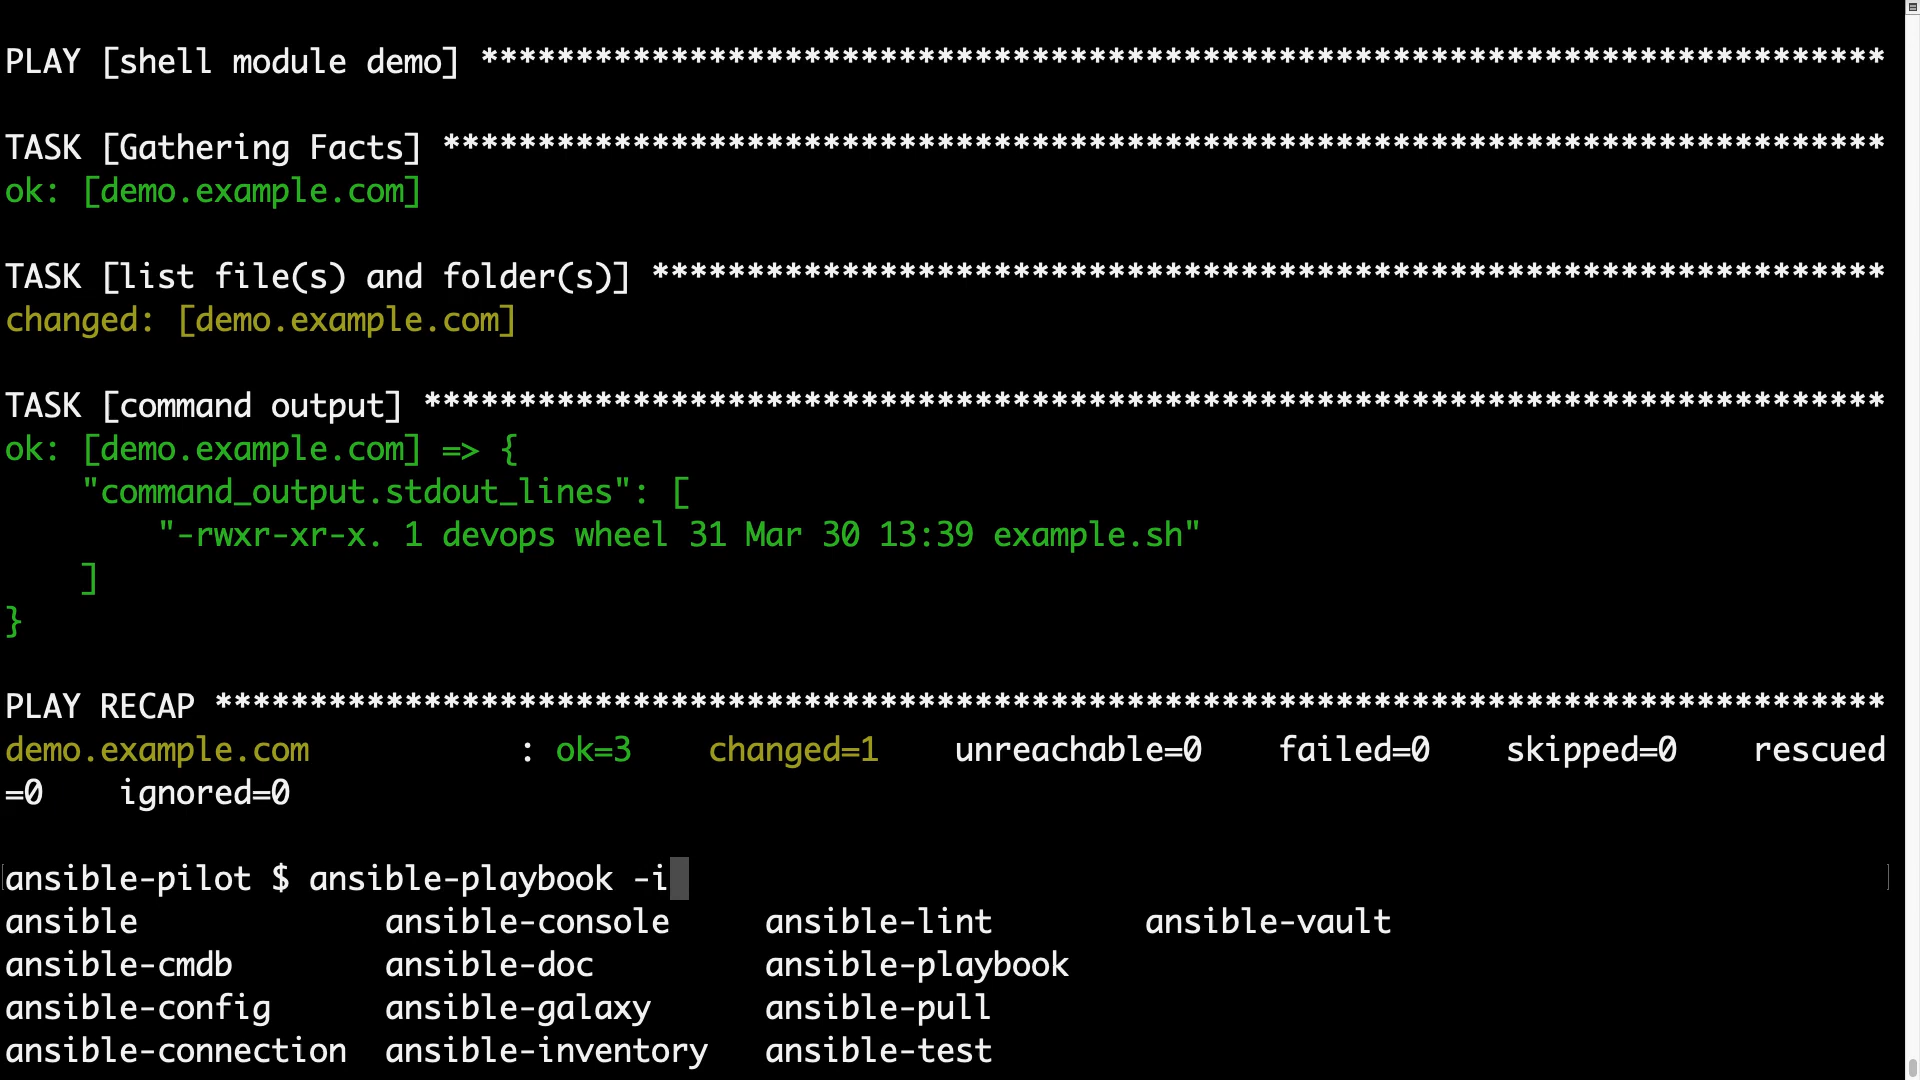 PLAY [shell module demo] **************************************************************************
TASK [Gathering Facts] ****************************************************************************
ok: [demo.example.com]
TASK [list file(s) and folder(s)] *****************************************************************
changed: [demo.example.com]
TASK [command output] *****************************************************************************
ok: [demo.example.com] => {
    "command_output.stdout_lines": [
        "-rwxr-xr-x. 1 devops wheel 31 Mar 30 13:39 example.sh"
    ]
}
PLAY RECAP ****************************************************************************************
demo.example.com           : ok=3    changed=1    unreachable=0    failed=0    skipped=0    rescued
=0    ignored=0
ansible-pilot $ ansible-playbook -i
ansible             ansible-console     ansible-lint        ansible-vault
ansible-cmdb        ansible-doc         ansible-playbook
ansible-config      ansible-galaxy      ansible-pull
ansible-connection  ansible-inventory   ansible-test